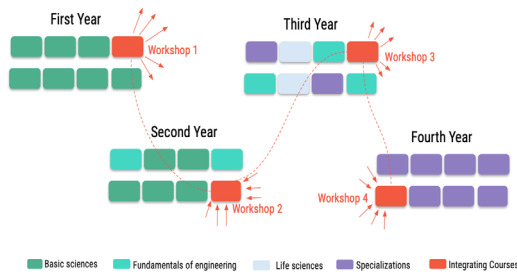 First Year
Workshop 1
Third Year
Workshop 3
Second Year
Workshop 2
Fourth Year
Workshop 4
Basic sciences
Fundamentals of engineering
Life sciences
Specializations
Integrating Courses